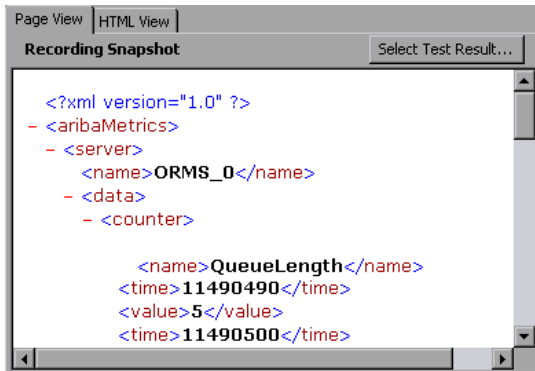 Page View HTML View
Recording Snapshot Select Test Result...
<?xml version="1.0" ?>
- <aribaMetrics>
- <server>
<name>ORMS_0</name>
- <data>
- <counter>
<name>QueueLength</name>
<time>11490490</time>
<value>5</value>
<time>11490500</time>